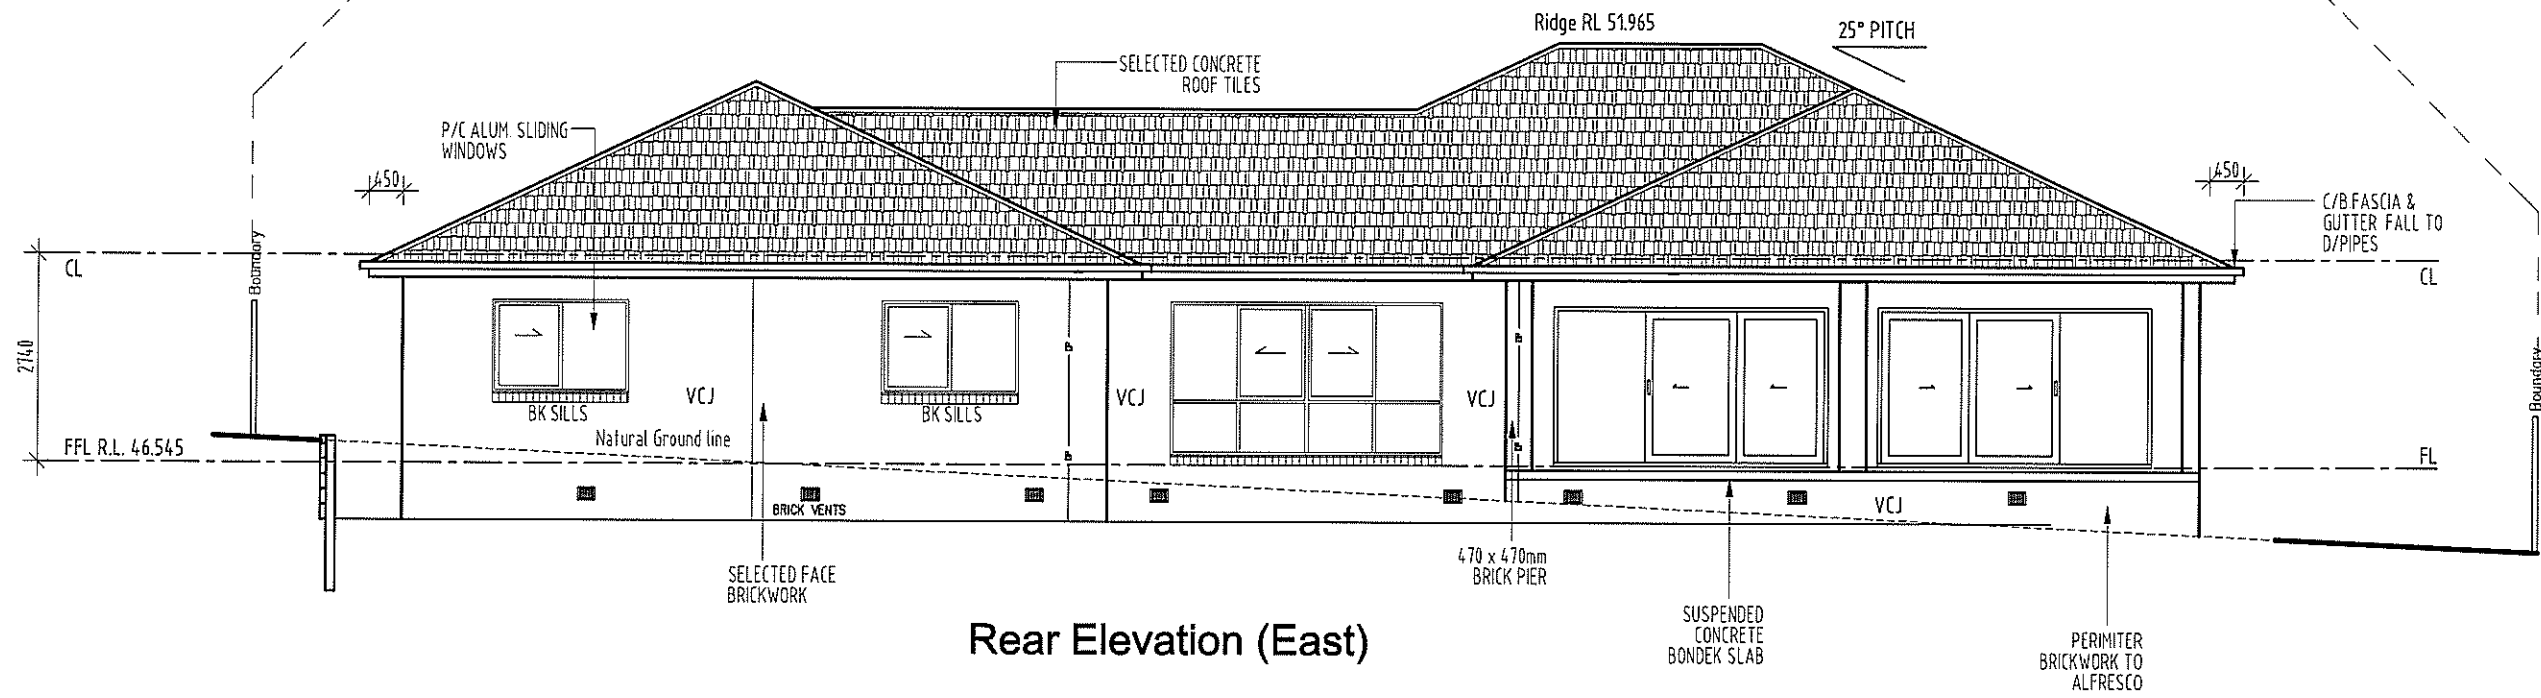 Ridge RL 51.965
25° PITCH
SELECTED CONCRETE
ROOF TILES
P/C ALUM. SLIDING
WINDOWS
450
450
C/B FASCIA &
GUTTER FALL TO
D/PIPES
Boundary
CL
CL
2740
BK SILLS
VCJ
BK SILLS
VCJ
VCJ
Boundary
Natural Ground line
FFL R.L. 46.545
FL
BRICK VENTS
VCJ
SELECTED FACE
BRICKWORK
470 x 470mm
BRICK PIER
SUSPENDED
CONCRETE
BONDEK SLAB
PERIMITER
BRICKWORK TO
ALFRESCO
Rear Elevation (East)